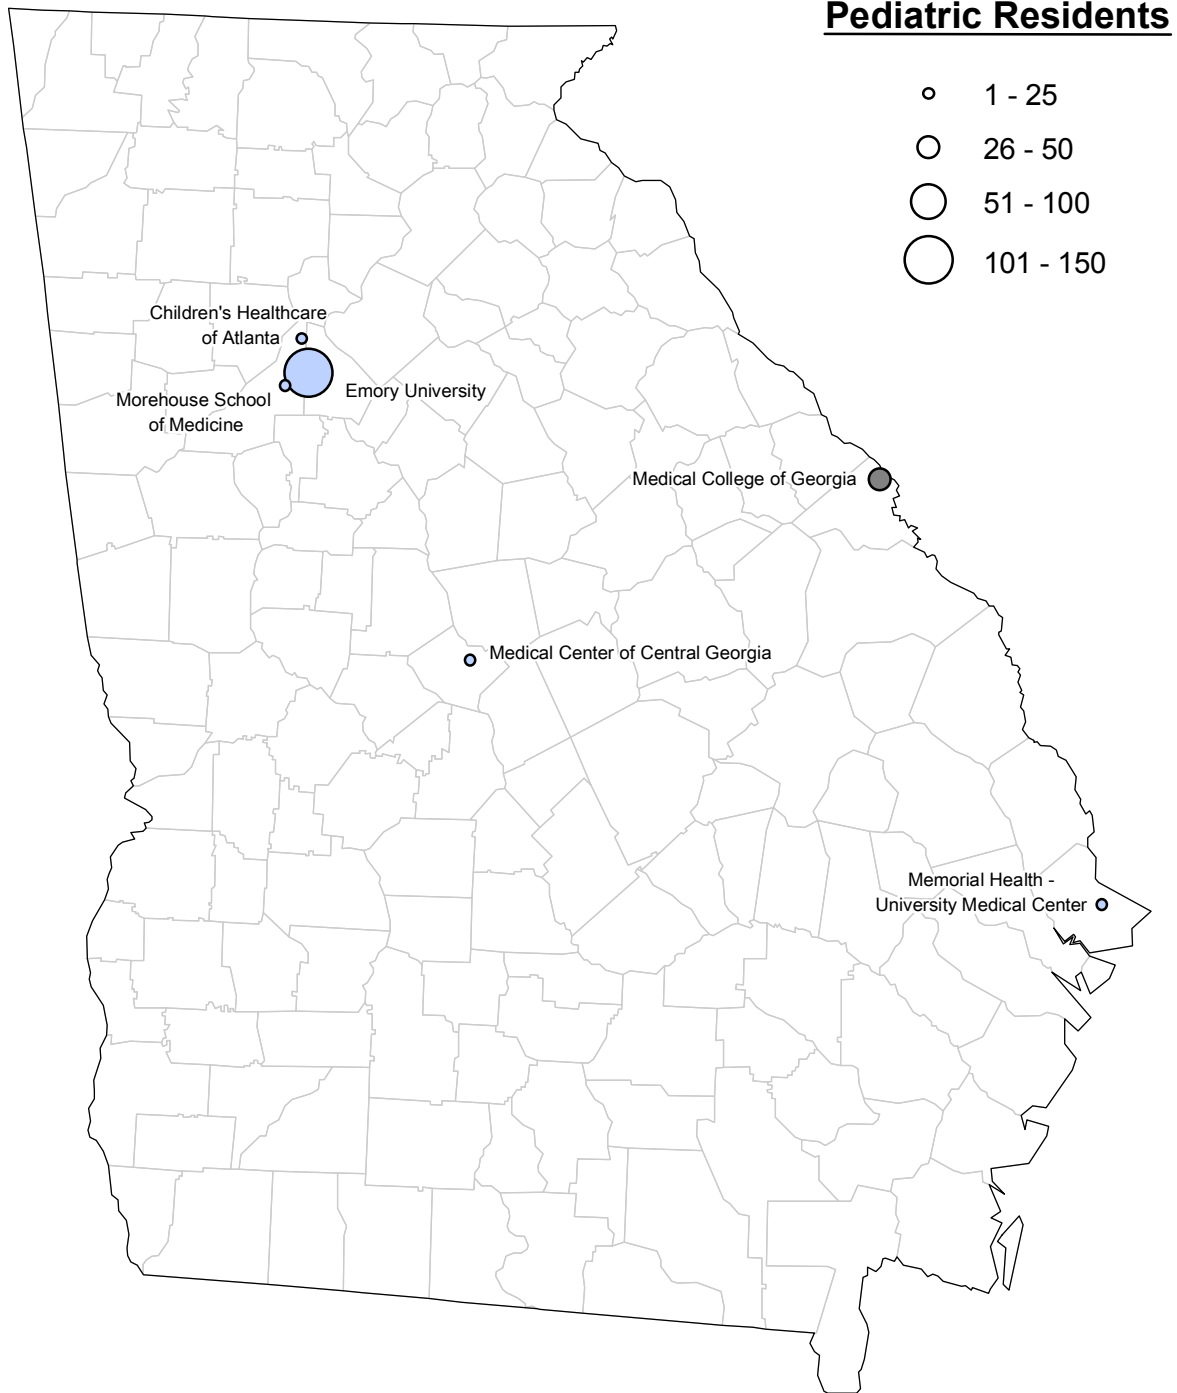 Pediatric Residents
1 - 25
26 - 50
51 - 100
101 - 150
Children's Healthcare
of Atlanta
Emory University
Morehouse School
of Medicine
Medical College of Georgia
Medical Center of Central Georgia
Memorial Health -
University Medical Center